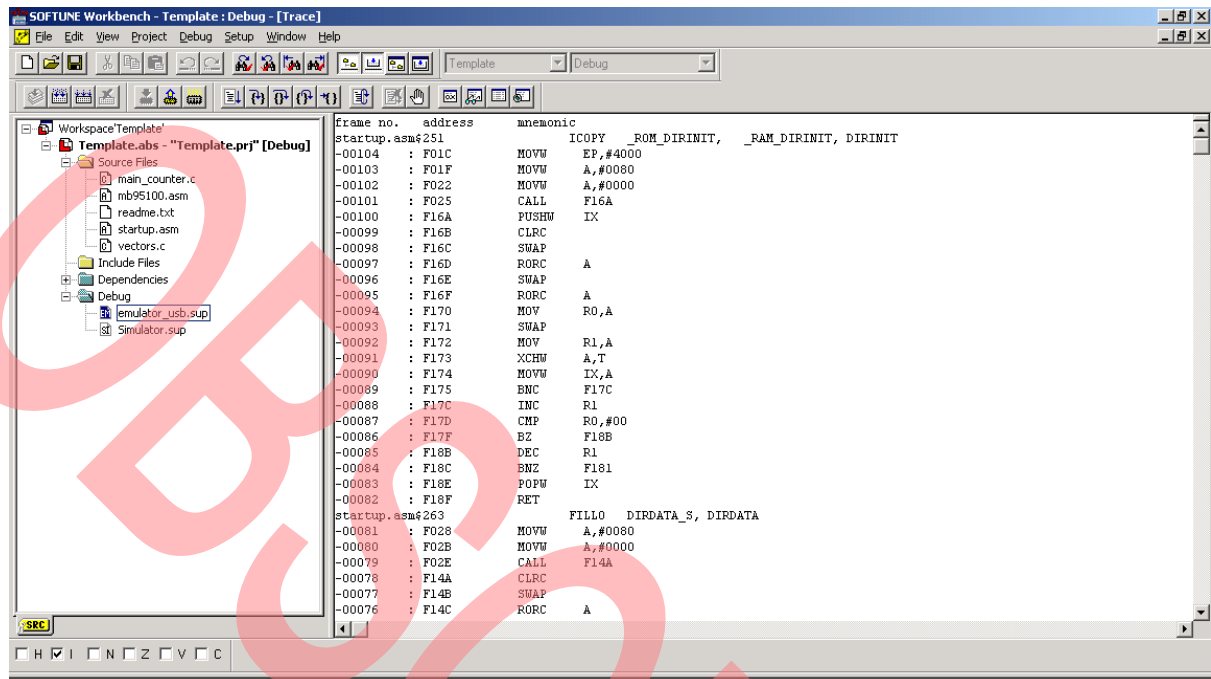 SOFTUNE Workbench - Template : Debug - [Trace]
File Edit View Project Debug Setup Window Help
Template Debug
Workspace'Template'
Template.abs - "Template.prj" [Debug]
Source Files
main_counter.c
mb95100.asm
readme.txt
startup.asm
vectors.c
Include Files
Dependencies
Debug
emulator_usb.sup
Simulator.sup
SRC
frame no. address mnemonic
startup.asm$251 ICOPY _ROM_DIRINIT, _RAM_DIRINIT, DIRINIT
-00104 : F01C MOVW EP,#4000
-00103 : F01F MOVW A,#0080
-00102 : F022 MOVW A,#0000
-00101 : F025 CALL F16A
-00100 : F16A PUSHW IX
-00099 : F16B CLRC
-00098 : F16C SWAP
-00097 : F16D RORC A
-00096 : F16E SWAP
-00095 : F16F RORC A
-00094 : F170 MOV R0,A
-00093 : F171 SWAP
-00092 : F172 MOV R1,A
-00091 : F173 XCHW A,T
-00090 : F174 MOVW IX,A
-00089 : F175 BNC F17C
-00088 : F17C INC R1
-00087 : F17D CMP R0,#00
-00086 : F17F BZ F18B
-00085 : F18B DEC R1
-00084 : F18C BNZ F181
-00083 : F18E POPW IX
-00082 : F18F RET
startup.asm$263 FILL0 DIRDATA_S, DIRDATA
-00081 : F028 MOVW A,#0080
-00080 : F02B MOVW A,#0000
-00079 : F02E CALL F14A
-00078 : F14A CLRC
-00077 : F14B SWAP
-00076 : F14C RORC A
H I N Z V C